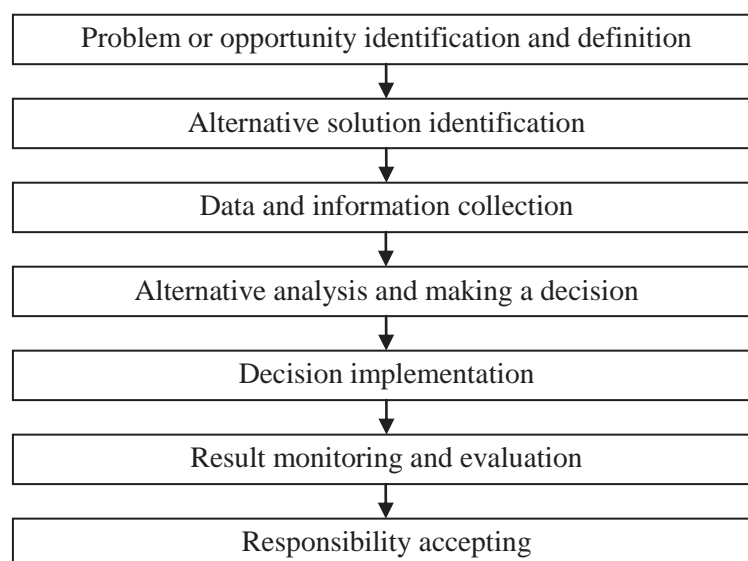 Problem or opportunity identification and definition
Alternative solution identification
Data and information collection
Alternative analysis and making a decision
Decision implementation
Result monitoring and evaluation
Responsibility accepting